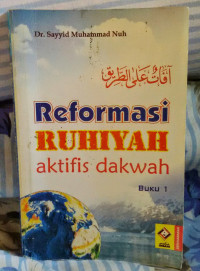 Dr. Sayyid Muhammad Nuh
آفات على الطريق
Reformasi
RUHIYAH
aktifis dakwah
BUKU 1